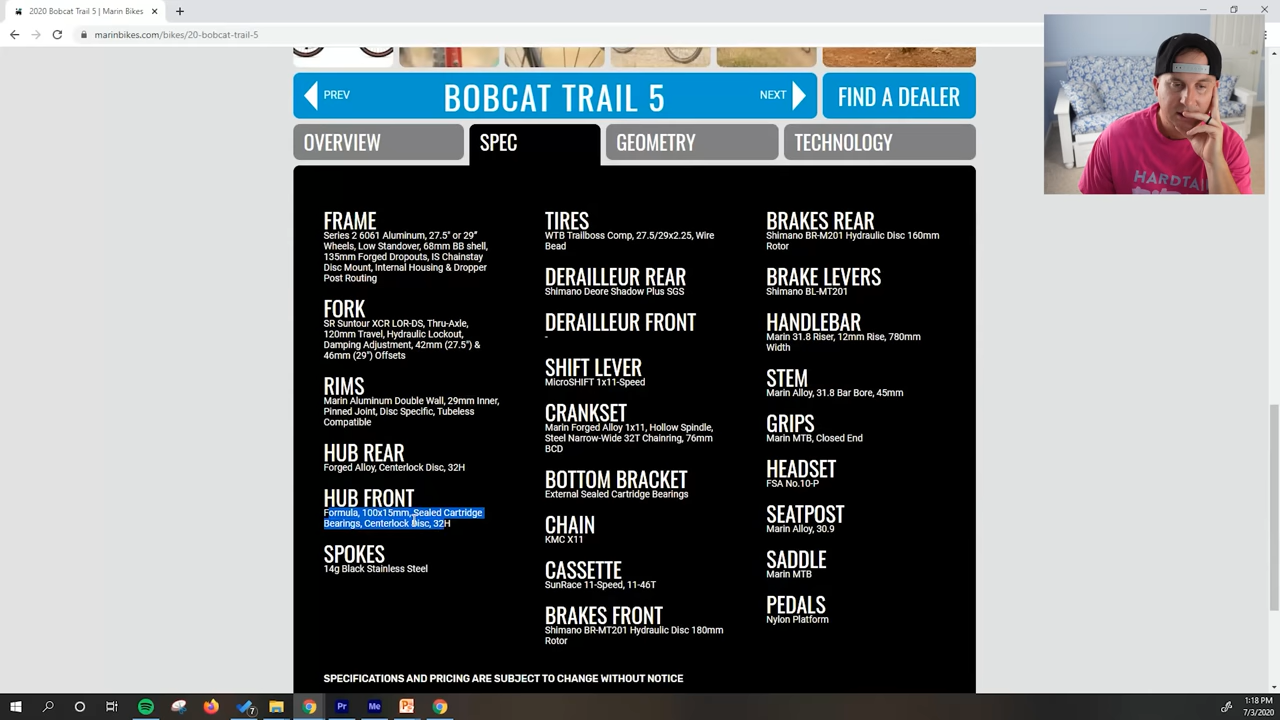 2020 Bobcat Trail 5 | Marin Bikes
marinbikes.com/bikes/20-bobcat-trail-5
PREV
BOBCAT TRAIL 5
NEXT
FIND A DEALER
OVERVIEW
SPEC
GEOMETRY
TECHNOLOGY
FRAME
Series 2 6061 Aluminum, 27.5" or 29"
Wheels, Low Standover, 68mm BB shell,
135mm Forged Dropouts, IS Chainstay
Disc Mount, Internal Housing & Dropper
Post Routing
FORK
SR Suntour XCR LOR-DS, Thru-Axle,
120mm Travel, Hydraulic Lockout,
Damping Adjustment, 42mm (27.5") &
46mm (29") Offsets
RIMS
Marin Aluminum Double Wall, 29mm Inner,
Pinned Joint, Disc Specific, Tubeless
Compatible
HUB REAR
Forged Alloy, Centerlock Disc, 32H
HUB FRONT
Formula, 100x15mm, Sealed Cartridge
Bearings, Centerlock Disc, 32H
SPOKES
14g Black Stainless Steel
TIRES
WTB Trailboss Comp, 27.5/29x2.25, Wire
Bead
DERAILLEUR REAR
Shimano Deore Shadow Plus SGS
DERAILLEUR FRONT
-
SHIFT LEVER
MicroSHIFT 1x11-Speed
CRANKSET
Marin Forged Alloy 1x11, Hollow Spindle,
Steel Narrow-Wide 32T Chainring, 76mm
BCD
BOTTOM BRACKET
External Sealed Cartridge Bearings
CHAIN
KMC X11
CASSETTE
SunRace 11-Speed, 11-46T
BRAKES FRONT
Shimano BR-MT201 Hydraulic Disc 180mm
Rotor
BRAKES REAR
Shimano BR-M201 Hydraulic Disc 160mm
Rotor
BRAKE LEVERS
Shimano BL-MT201
HANDLEBAR
Marin 31.8 Riser, 12mm Rise, 780mm
Width
STEM
Marin Alloy, 31.8 Bar Bore, 45mm
GRIPS
Marin MTB, Closed End
HEADSET
FSA No.10-P
SEATPOST
Marin Alloy, 30.9
SADDLE
Marin MTB
PEDALS
Nylon Platform
SPECIFICATIONS AND PRICING ARE SUBJECT TO CHANGE WITHOUT NOTICE
HARDTAIL
7
Pr
Me
1:18 PM
7/3/2020